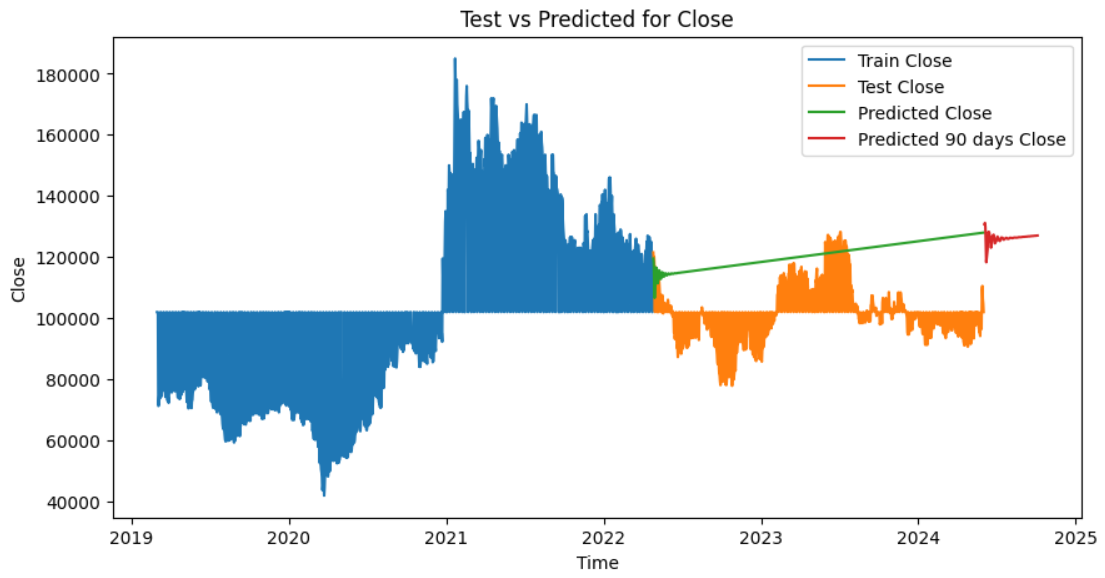 Test vs Predicted for Close
Train Close
Test Close
Predicted Close
Predicted 90 days Close
180000
160000
140000
120000
100000
80000
60000
40000
Close
2019 2020 2021 2022 2023 2024 2025
Time